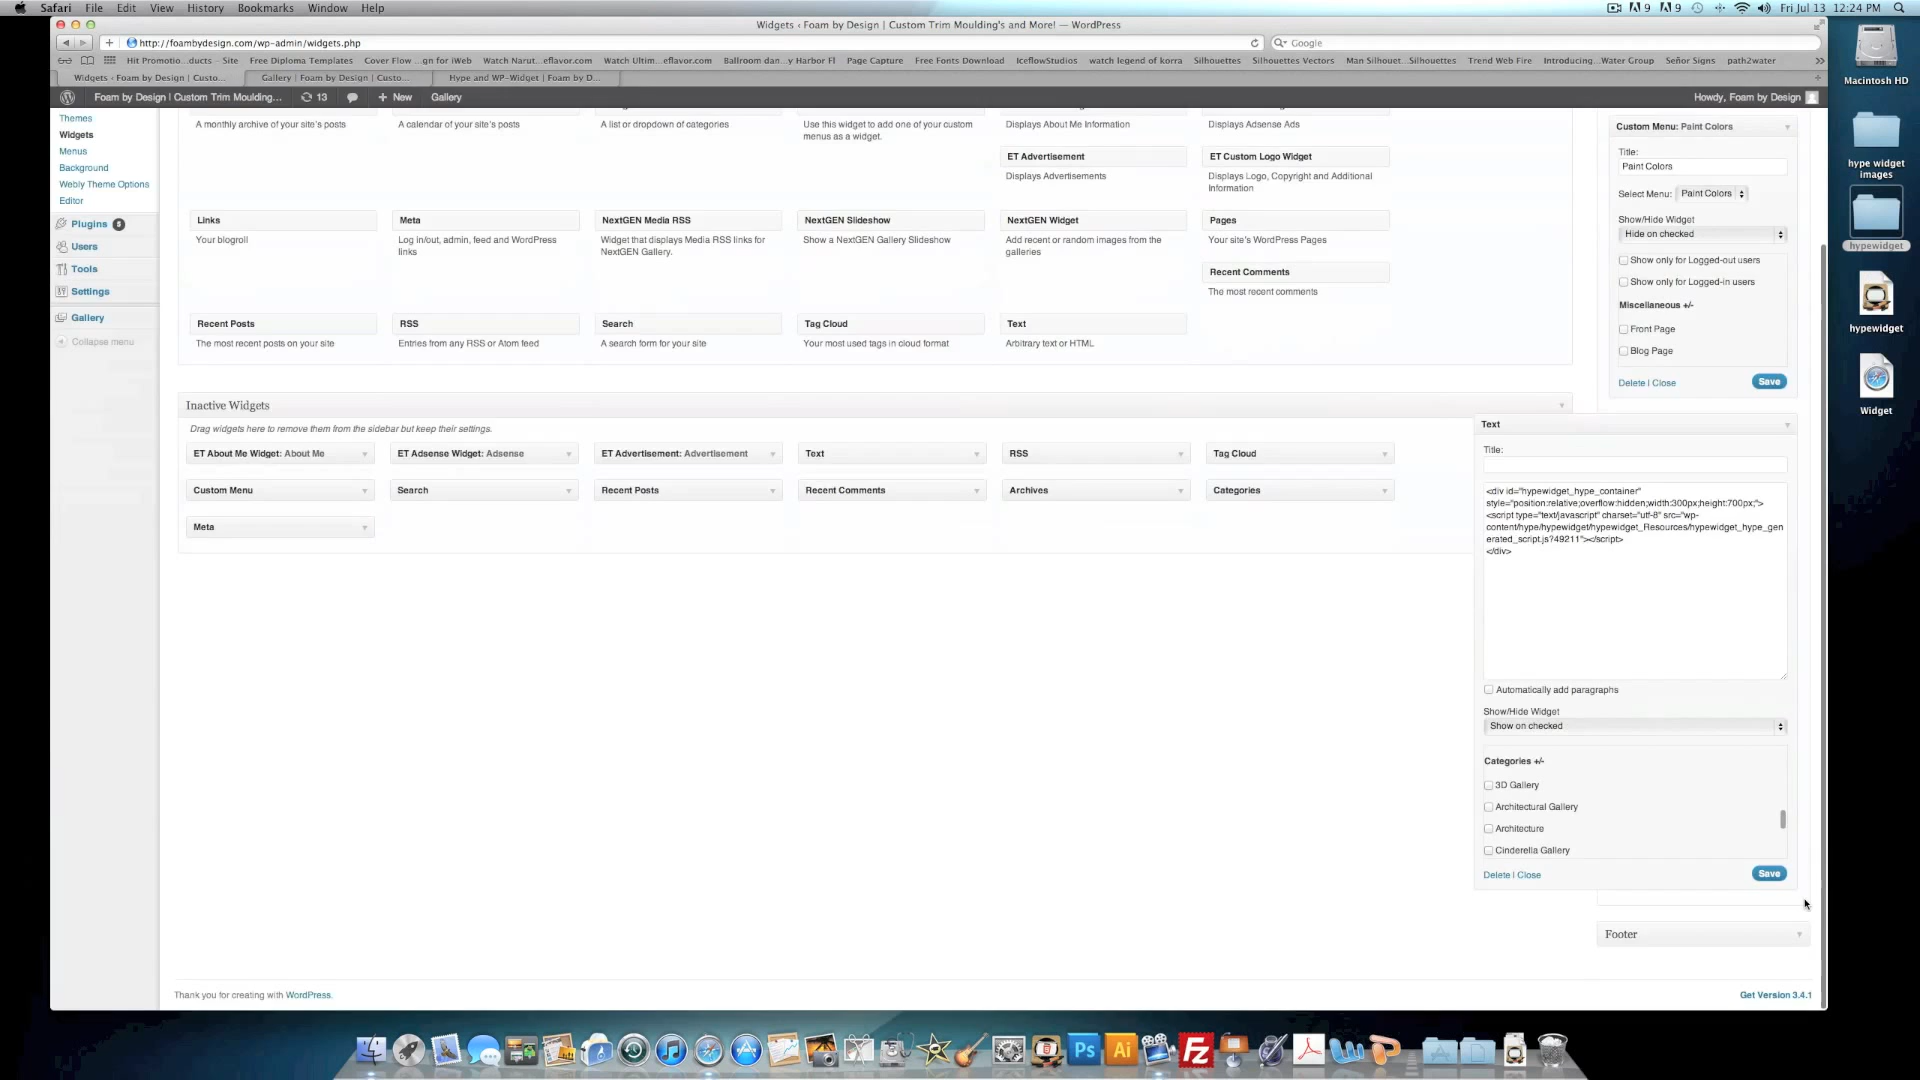 Safari File Edit View History Bookmarks Window Help
9 9 Fri Jul 13 12:24 PM
Widgets ‹ Foam by Design | Custom Trim Moulding's and More! — WordPress
http://foambydesign.com/wp-admin/widgets.php
Google
Hit Promotio...ducts - Site Free Diploma Templates Cover Flow ...gn for iWeb Watch Narut...eflavor.com Watch Ultim...eflavor.com Ballroom dan...y Harbor Fl Page Capture Free Fonts Download IceflowStudios watch legend of korra Silhouettes Silhouettes Vectors Man Silhouet...Silhouettes Trend Web Fire Introducing...Water Group Señor Signs path2water
Widgets ‹ Foam by Design | Custo... Gallery | Foam by Design | Custo... Hype and WP-Widget | Foam by D...
Foam by Design | Custom Trim Moulding... 13 New Gallery Howdy, Foam by Design
Themes
Widgets
Menus
Background
Webly Theme Options
Editor
Plugins
Users
Tools
Settings
Gallery
Collapse menu
A monthly archive of your site's posts
A calendar of your site's posts
A list or dropdown of categories
Use this widget to add one of your custom
menus as a widget.
Displays About Me Information
Displays Adsense Ads
ET Advertisement
Displays Advertisements
ET Custom Logo Widget
Displays Logo, Copyright and Additional
Information
Links
Your blogroll
Meta
Log in/out, admin, feed and WordPress
links
NextGEN Media RSS
Widget that displays Media RSS links for
NextGEN Gallery.
NextGEN Slideshow
Show a NextGEN Gallery Slideshow
NextGEN Widget
Add recent or random images from the
galleries
Pages
Your site's WordPress Pages
Recent Comments
The most recent comments
Recent Posts
The most recent posts on your site
RSS
Entries from any RSS or Atom feed
Search
A search form for your site
Tag Cloud
Your most used tags in cloud format
Text
Arbitrary text or HTML
Inactive Widgets
Drag widgets here to remove them from the sidebar but keep their settings.
ET About Me Widget: About Me
ET Adsense Widget: Adsense
ET Advertisement: Advertisement
Text
RSS
Tag Cloud
Custom Menu
Search
Recent Posts
Recent Comments
Archives
Categories
Meta
Custom Menu: Paint Colors
Title:
Paint Colors
Select Menu: Paint Colors
Show/Hide Widget
Hide on checked
Show only for Logged-out users
Show only for Logged-in users
Miscellaneous +/-
Front Page
Blog Page
Delete | Close
Save
Text
Title:
<div id="hypewidget_hype_container"
style="position:relative;overflow:hidden;width:300px;height:700px;">
<script type="text/javascript" charset="utf-8" src="wp-
content/hype/hypewidget/hypewidget_Resources/hypewidget_hype_gen
erated_script.js?49211"></script>
</div>
Automatically add paragraphs
Show/Hide Widget
Show on checked
Categories +/-
3D Gallery
Architectural Gallery
Architecture
Cinderella Gallery
Delete | Close
Save
Footer
Thank you for creating with WordPress.
Get Version 3.4.1
Macintosh HD
hype widget
images
hypewidget
hypewidget
Widget
Ps
Ai
Fz